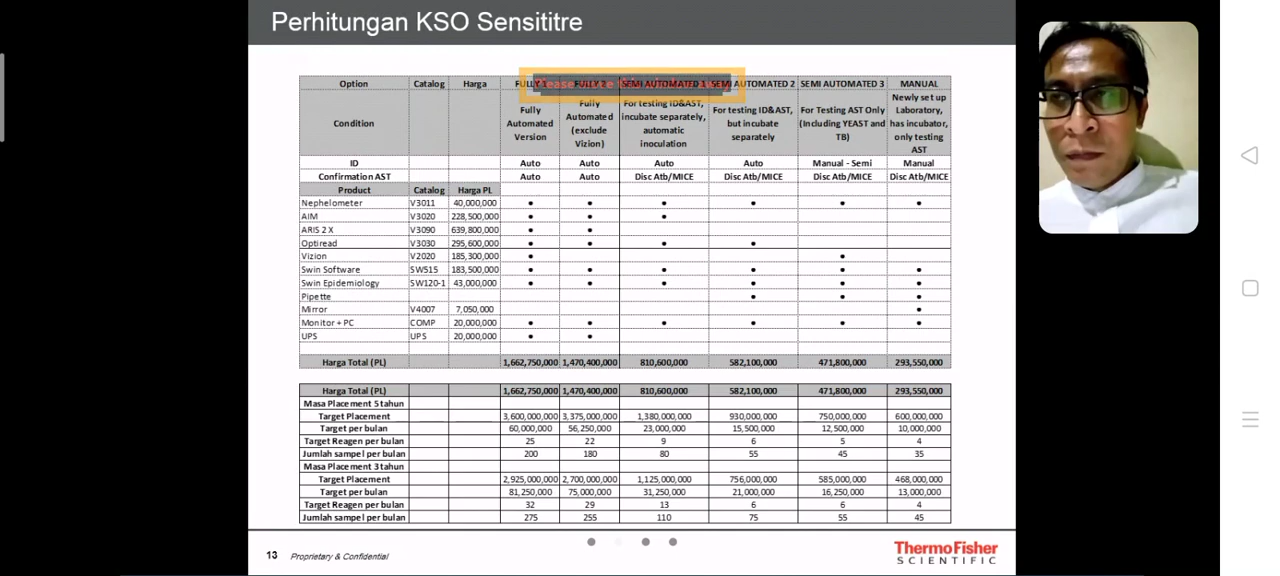 Perhitungan KSO Sensititre
Option Catalog Harga FULLY 1 FULLY 2 SEMI AUTOMATED 1 SEMI AUTOMATED 2 SEMI AUTOMATED 3 MANUAL
Condition Fully Automated Version Fully Automated (exclude Vizion) For testing ID&AST, incubate separately, automatic inoculation For testing ID&AST, but incubate separately For Testing AST Only (Including YEAST and TB) Newly set up Laboratory, has incubator, only testing AST
ID Auto Auto Auto Auto Manual - Semi Manual
Confirmation AST Auto Auto Disc Atb/MICE Disc Atb/MICE Disc Atb/MICE Disc Atb/MICE
Product Catalog Harga PL
Nephelometer V3011 40,000,000 • • • • • •
AIM V3020 228,500,000 • • •
ARIS 2 X V3090 639,800,000 • •
Optiread V3030 295,600,000 • • • •
Vizion V2020 185,300,000 • •
Swin Software SW515 183,500,000 • • • • • •
Swin Epidemiology SW120-1 43,000,000 • • • • • •
Pipette • • •
Mirror V4007 7,050,000 •
Monitor + PC COMP 20,000,000 • • • • • •
UPS UPS 20,000,000 • •
Harga Total (PL) 1,662,750,000 1,470,400,000 810,600,000 582,100,000 471,800,000 293,550,000
Harga Total (PL) 1,662,750,000 1,470,400,000 810,600,000 582,100,000 471,800,000 293,550,000
Masa Placement 5 tahun
Target Placement 3,600,000,000 3,375,000,000 1,380,000,000 930,000,000 750,000,000 600,000,000
Target per bulan 60,000,000 56,250,000 23,000,000 15,500,000 12,500,000 10,000,000
Target Reagen per bulan 25 22 9 6 5 4
Jumlah sampel per bulan 200 180 80 55 45 35
Masa Placement 3 tahun
Target Placement 2,925,000,000 2,700,000,000 1,125,000,000 756,000,000 585,000,000 468,000,000
Target per bulan 81,250,000 75,000,000 31,250,000 21,000,000 16,250,000 13,000,000
Target Reagen per bulan 32 29 13 6 6 4
Jumlah sampel per bulan 275 255 110 75 55 45
13 Proprietary & Confidential
ThermoFisher
SCIENTIFIC